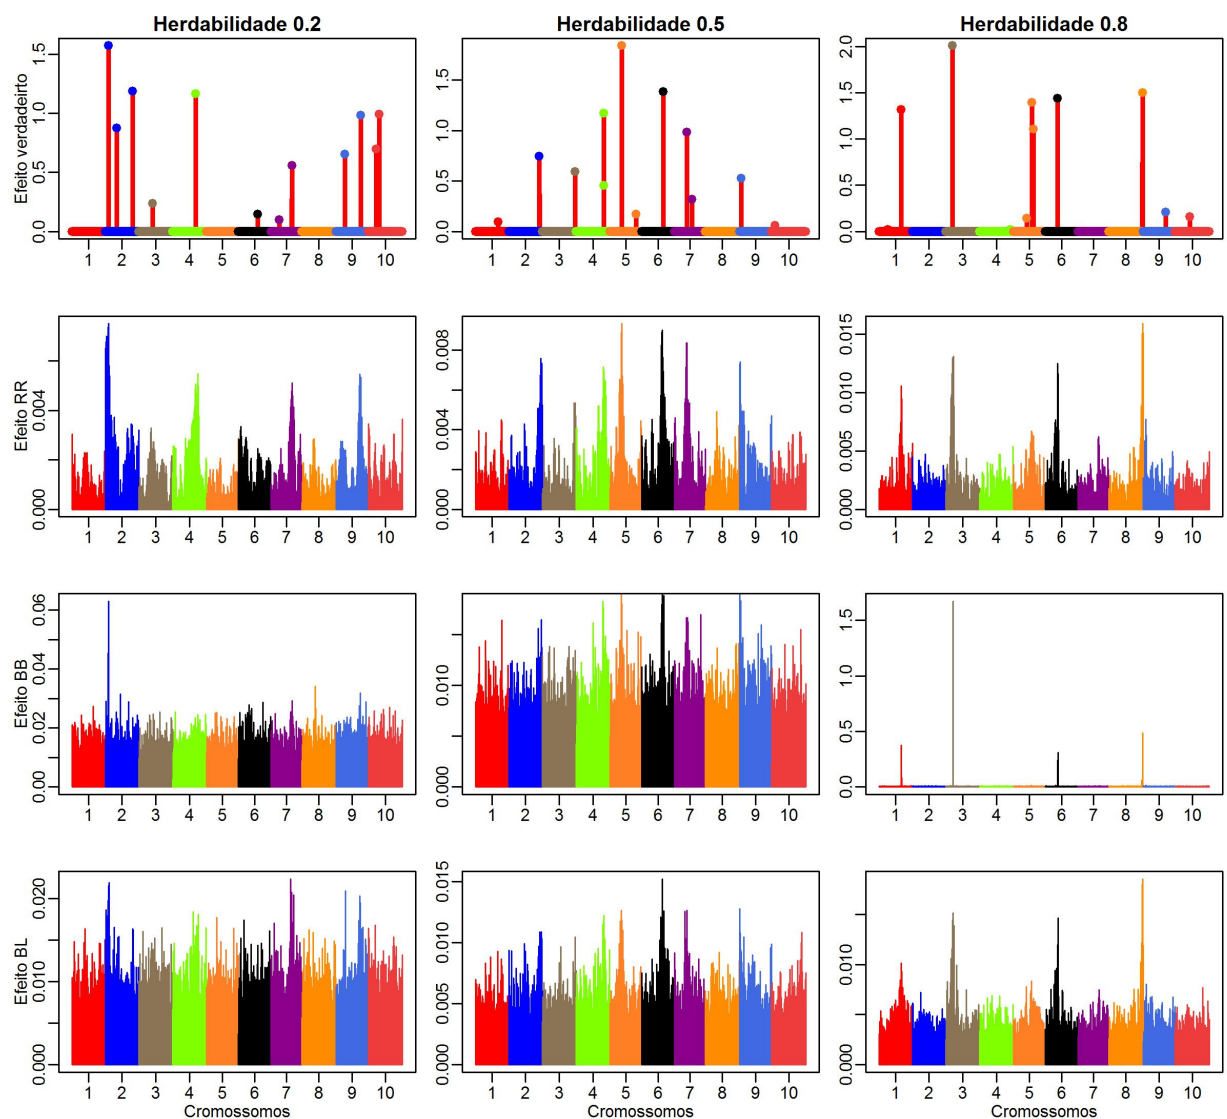 Herdabilidade 0.2
Herdabilidade 0.5
Herdabilidade 0.8
Efeito verdadeirto
0.0 0.5 1.0 1.5
1 2 3 4 5 6 7 8 9 10
0.0 0.5 1.0 1.5
1 2 3 4 5 6 7 8 9 10
0.0 0.5 1.0 1.5 2.0
1 2 3 4 5 6 7 8 9 10
Efeito RR
0.000 0.004
1 2 3 4 5 6 7 8 9 10
0.000 0.004 0.008
1 2 3 4 5 6 7 8 9 10
0.000 0.005 0.010 0.015
1 2 3 4 5 6 7 8 9 10
Efeito BB
0.00 0.02 0.04 0.06
1 2 3 4 5 6 7 8 9 10
0.000 0.010
1 2 3 4 5 6 7 8 9 10
0.0 0.5 1.0 1.5
1 2 3 4 5 6 7 8 9 10
Efeito BL
0.000 0.010 0.020
1 2 3 4 5 6 7 8 9 10
0.000 0.005 0.010 0.015
1 2 3 4 5 6 7 8 9 10
0.000 0.010
1 2 3 4 5 6 7 8 9 10
Cromossomos
Cromossomos
Cromossomos